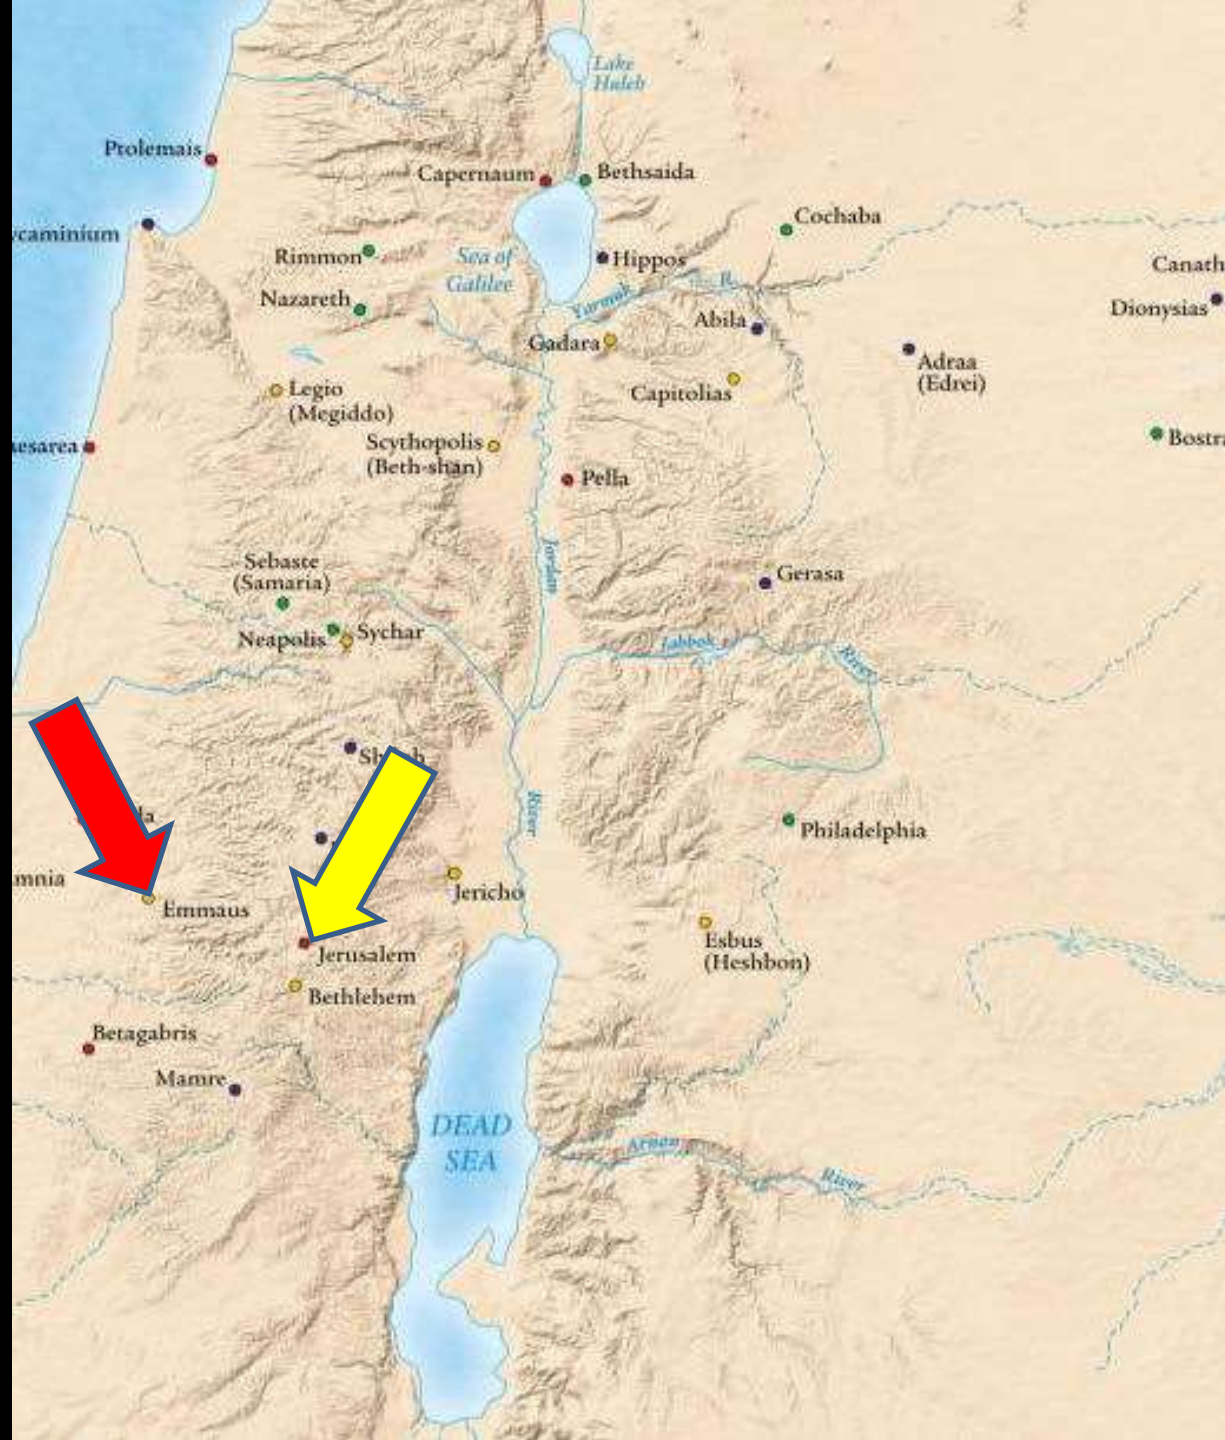 Lake
Huleh
Ptolemais
Capernaum
Bethsaida
Cochaba
caminium
Rimmon
Sea of
Galilee
Hippos
Canath
Nazareth
Yarmuk
R.
Dionysias
Abila
Gadara
Adraa
(Edrei)
Legio
(Megiddo)
Capitolias
Scythopolis
(Beth-shan)
esarea
Bostra
Pella
Jordan
Sebaste
(Samaria)
Gerasa
Neapolis
Sychar
Jabbok
River
River
Philadelphia
mnia
Jericho
Emmaus
Esbus
(Heshbon)
Jerusalem
Bethlehem
Betagabris
Mamre
DEAD
SEA
Arnon
River